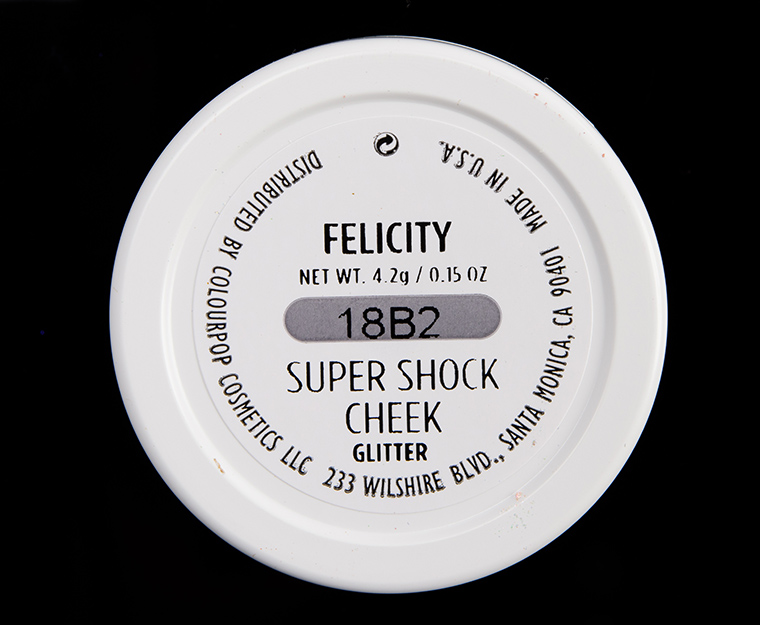 FELICITY
NET WT. 4.2g / 0.15 OZ
18B2
SUPER SHOCK
CHEEK
GLITTER
DISTRIBUTED BY COLOURPOP COSMETICS LLC 233 WILSHIRE BLVD., SANTA MONICA, CA 90401 MADE IN U.S.A.